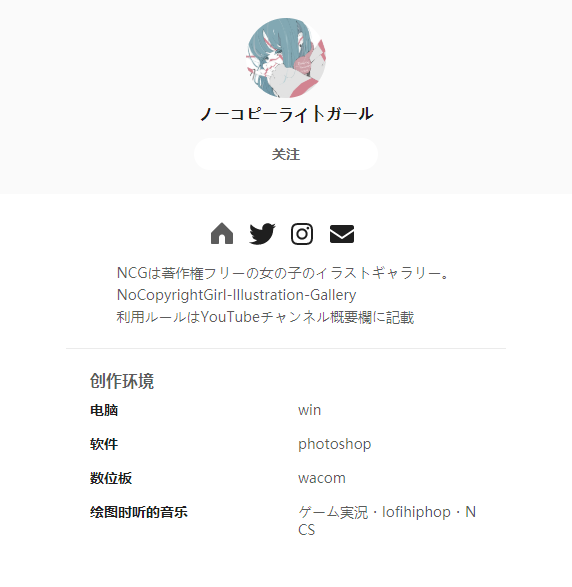 ノーコピーライトガール
关注
NCGは著作権フリーの女の子のイラストギャラリー。
NoCopyrightGirl-Illustration-Gallery
利用ルールはYouTubeチャンネル概要欄に記載
创作环境
电脑 win
软件 photoshop
数位板 wacom
绘图时听的音乐 ゲーム実況・lofihiphop・N
CS